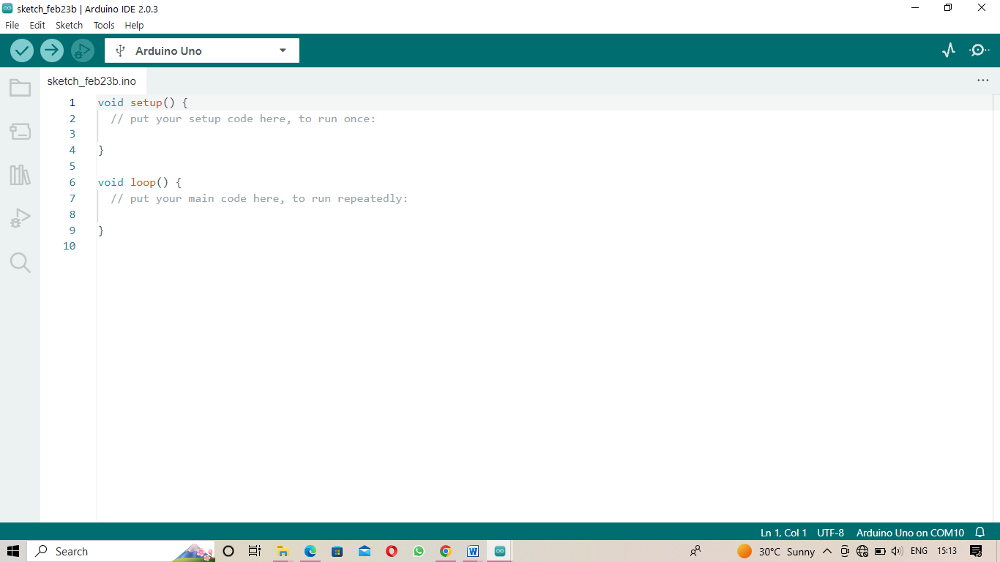 sketch_feb23b | Arduino IDE 2.0.3
File Edit Sketch Tools Help
Arduino Uno
sketch_feb23b.ino
1 void setup() {
2 // put your setup code here, to run once:
3
4 }
5
6 void loop() {
7 // put your main code here, to run repeatedly:
8
9 }
10
Ln 1, Col 1 UTF-8 Arduino Uno on COM10
Search 30°C Sunny ENG 15:13